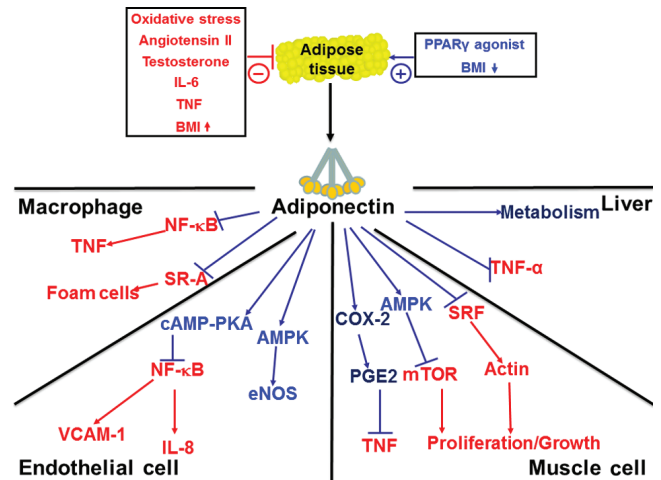 Oxidative stress
Angiotensin II
Testosterone
IL-6
TNF
BMI ↑
−
Adipose
tissue
+
PPARγ agonist
BMI ↓
Macrophage
Liver
Adiponectin
NF-κB
TNF
SR-A
Foam cells
Metabolism
TNF-α
cAMP-PKA
NF-κB
VCAM-1
IL-8
AMPK
eNOS
Endothelial cell
COX-2
PGE2
TNF
AMPK
mTOR
SRF
Actin
Proliferation/Growth
Muscle cell